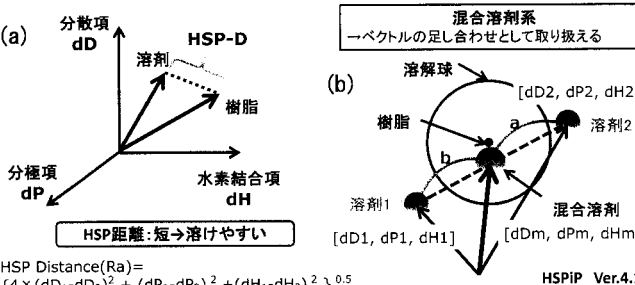 (a)
分散項
dD
溶剤
HSP-D
樹脂
分極項
dP
水素結合項
dH
HSP距離:短→溶けやすい
HSP Distance(Ra)=
混合溶剤系
→ベクトルの足し合わせとして取り扱える
(b)
溶解球
[dD2, dP2, dH2
樹脂
a
溶剤2
b
溶剤1
混合溶剤
[dD1, dP1, dH1]
[dDm, dPm, dHm
HSPiP Ver.4.